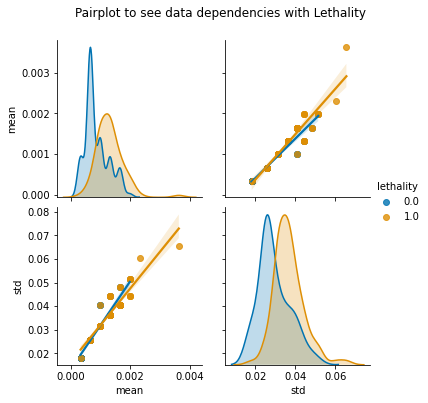 Pairplot to see data dependencies with Lethality
0.003
0.002
0.001
0.000
mean
lethality
0.0
1.0
0.08
0.07
0.06
0.05
0.04
0.03
0.02
std
0.000 0.002 0.004
mean
0.02 0.04 0.06
std